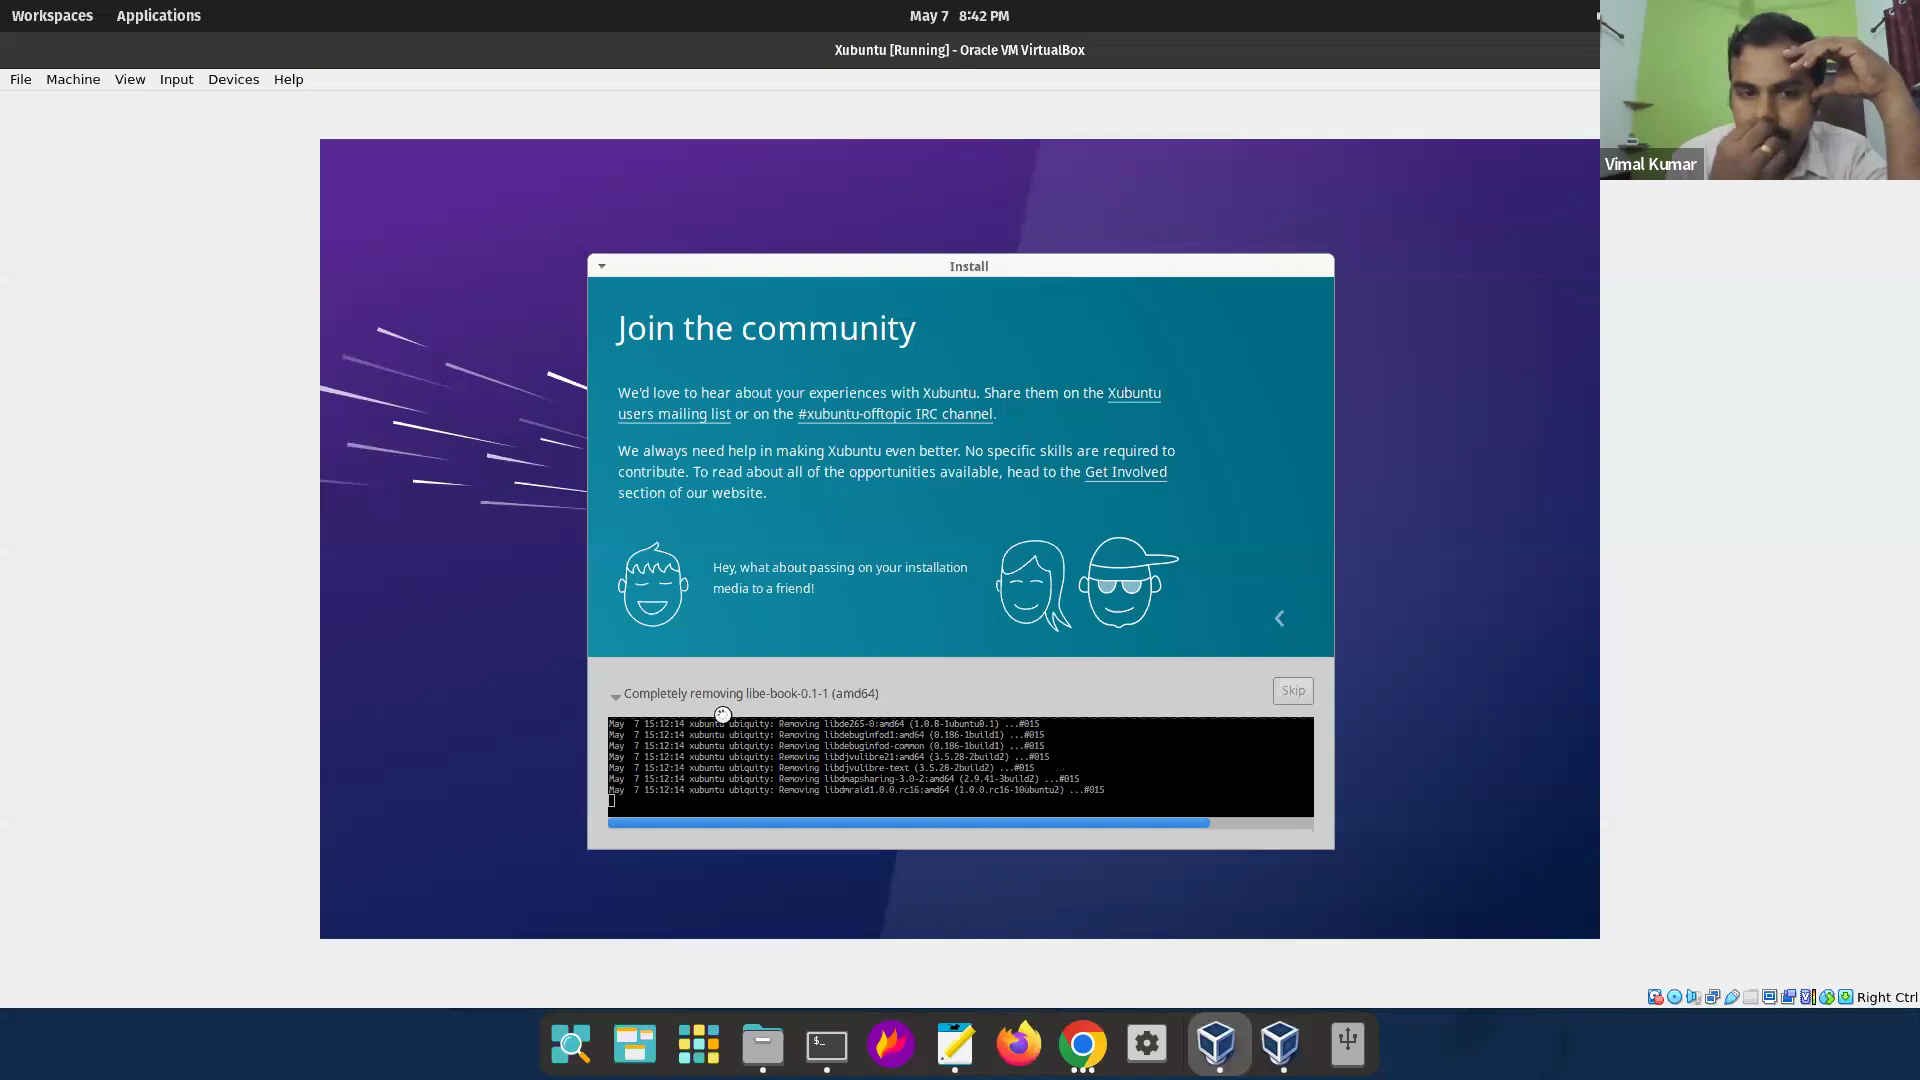 Workspaces Applications May 7 8:42 PM
Xubuntu [Running] - Oracle VM VirtualBox
File Machine View Input Devices Help
Vimal Kumar
Install
Join the community
We'd love to hear about your experiences with Xubuntu. Share them on the Xubuntu
users mailing list or on the #xubuntu-offtopic IRC channel.
We always need help in making Xubuntu even better. No specific skills are required to
contribute. To read about all of the opportunities available, head to the Get Involved
section of our website.
Hey, what about passing on your installation
media to a friend!
Completely removing libe-book-0.1-1 (amd64)
Skip
May 7 15:12:14 xubuntu ubiquity: Removing libde265-0:amd64 (1.0.8-1ubuntu0.1) ...#015
May 7 15:12:14 xubuntu ubiquity: Removing libdebuginfod1:amd64 (0.186-1build1) ...#015
May 7 15:12:14 xubuntu ubiquity: Removing libdebuginfod-common (0.186-1build1) ...#015
May 7 15:12:14 xubuntu ubiquity: Removing libdjvulibre21:amd64 (3.5.28-2build2) ...#015
May 7 15:12:14 xubuntu ubiquity: Removing libdjvulibre-text (3.5.28-2build2) ...#015
May 7 15:12:14 xubuntu ubiquity: Removing libdmapsharing-3.0-2:amd64 (2.9.41-3build2) ...#015
May 7 15:12:14 xubuntu ubiquity: Removing libdmraid1.0.0.rc16:amd64 (1.0.0.rc16-10ubuntu2) ...#015
Right Ctrl
$_